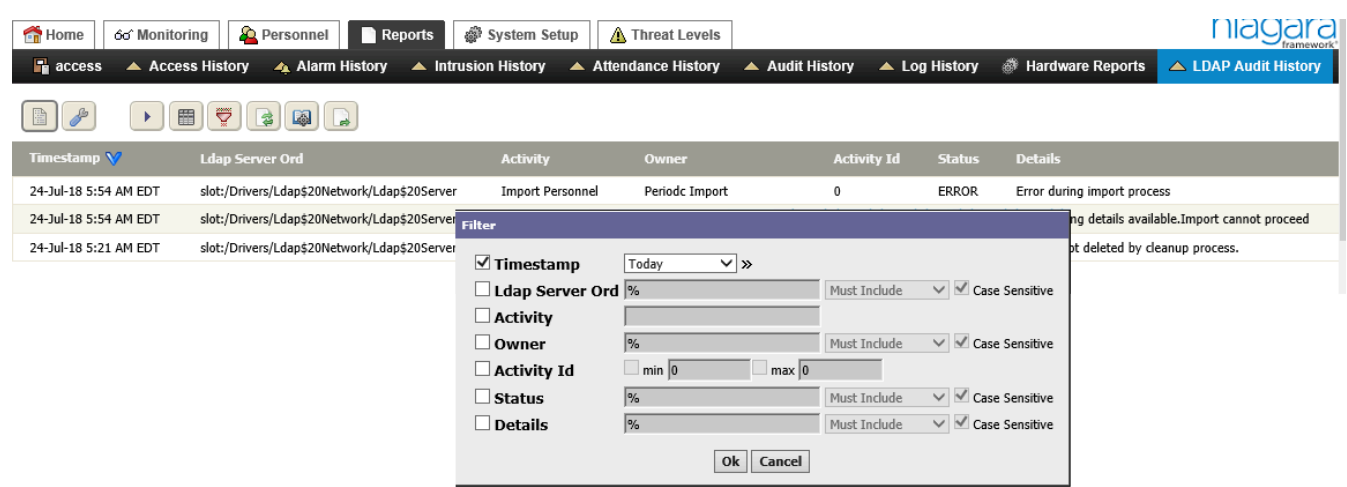 Home Monitoring Personnel Reports System Setup Threat Levels
niagara
framework
access Access History Alarm History Intrusion History Attendance History Audit History Log History Hardware Reports LDAP Audit History
Timestamp Ldap Server Ord Activity Owner Activity Id Status Details
24-Jul-18 5:54 AM EDT slot:/Drivers/Ldap$20Network/Ldap$20Server Import Personnel Periodc Import 0 ERROR Error during import process
24-Jul-18 5:54 AM EDT slot:/Drivers/Ldap$20Network/Ldap$20Server details available.Import cannot proceed
24-Jul-18 5:21 AM EDT slot:/Drivers/Ldap$20Network/Ldap$20Server deleted by cleanup process.
Filter
Timestamp Today »
Ldap Server Ord % Must Include Case Sensitive
Activity
Owner % Must Include Case Sensitive
Activity Id min 0 max 0
Status % Must Include Case Sensitive
Details % Must Include Case Sensitive
Ok Cancel